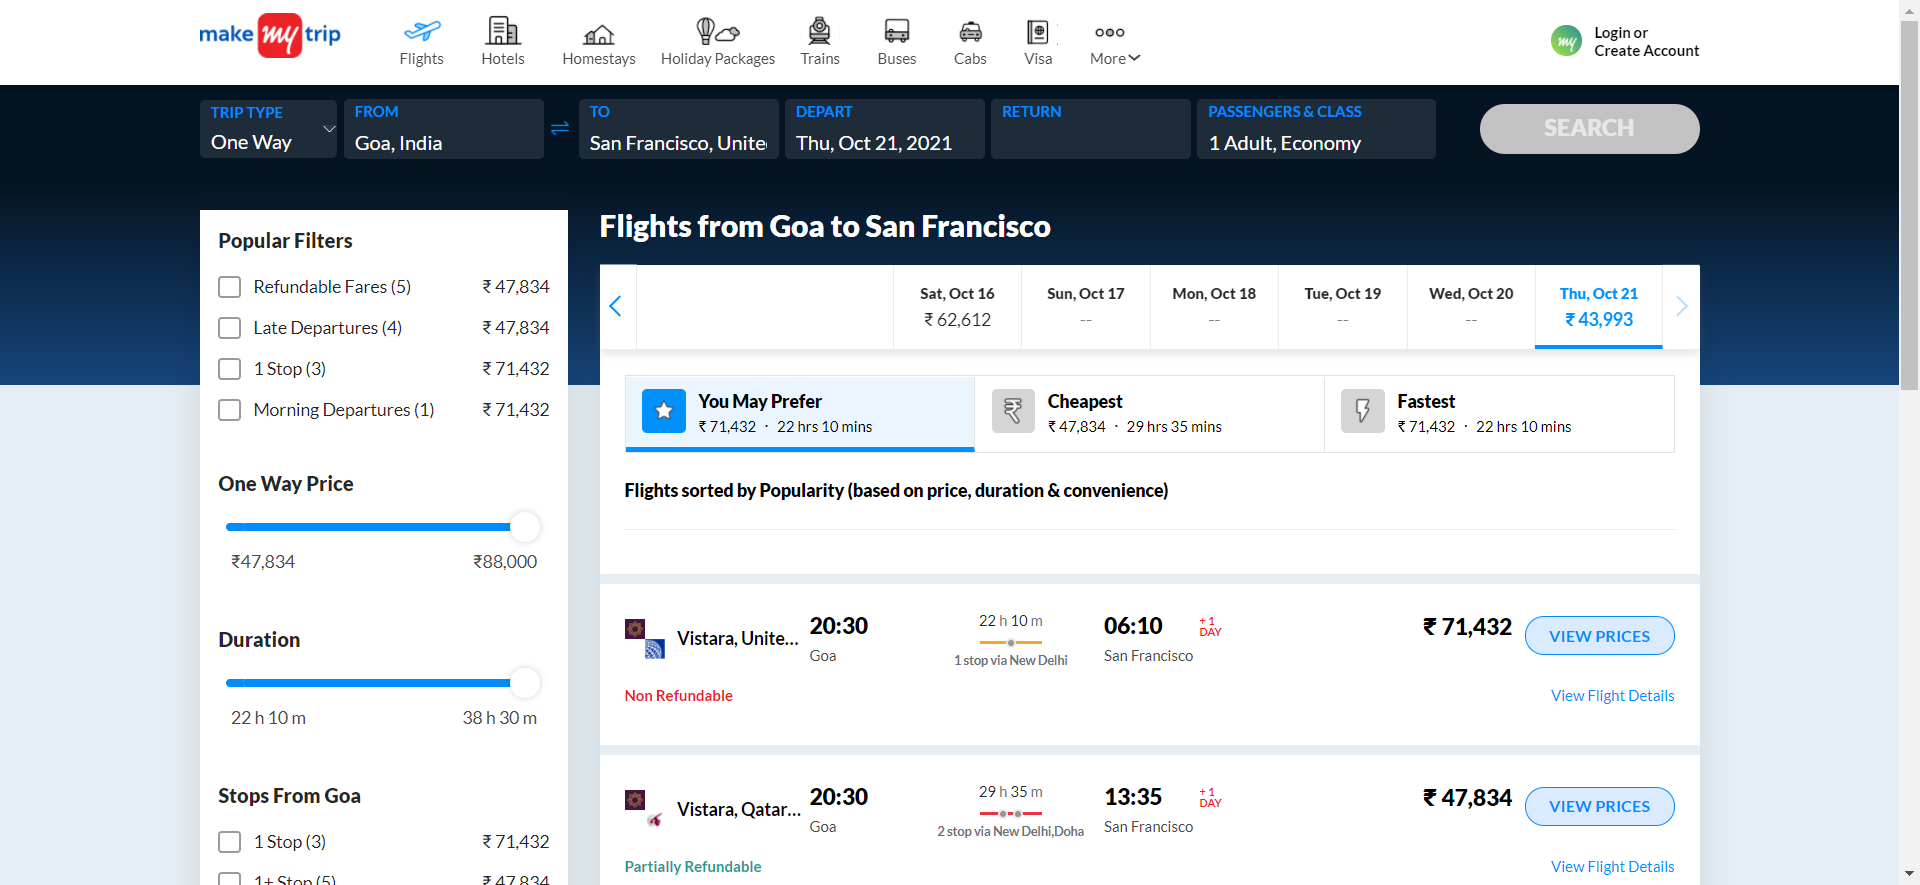 make my trip
Flights
Hotels
Homestays
Holiday Packages
Trains
Buses
Cabs
Visa
More
my
Login or
Create Account
TRIP TYPE
One Way
FROM
Goa, India
TO
San Francisco, Unite
DEPART
Thu, Oct 21, 2021
RETURN
PASSENGERS & CLASS
1 Adult, Economy
SEARCH
Popular Filters
Refundable Fares (5) ₹ 47,834
Late Departures (4) ₹ 47,834
1 Stop (3) ₹ 71,432
Morning Departures (1) ₹ 71,432
One Way Price
₹47,834 ₹88,000
Duration
22 h 10 m 38 h 30 m
Stops From Goa
1 Stop (3) ₹ 71,432
1+ Stop (5) ₹ 47,834
Flights from Goa to San Francisco
Sat, Oct 16
₹ 62,612
Sun, Oct 17
--
Mon, Oct 18
--
Tue, Oct 19
--
Wed, Oct 20
--
Thu, Oct 21
₹ 43,993
You May Prefer
₹ 71,432 · 22 hrs 10 mins
Cheapest
₹ 47,834 · 29 hrs 35 mins
Fastest
₹ 71,432 · 22 hrs 10 mins
Flights sorted by Popularity (based on price, duration & convenience)
Vistara, Unite...
20:30
Goa
22 h 10 m
1 stop via New Delhi
06:10
San Francisco
+ 1
DAY
₹ 71,432
VIEW PRICES
Non Refundable
View Flight Details
Vistara, Qatar...
20:30
Goa
29 h 35 m
2 stop via New Delhi,Doha
13:35
San Francisco
+ 1
DAY
₹ 47,834
VIEW PRICES
Partially Refundable
View Flight Details